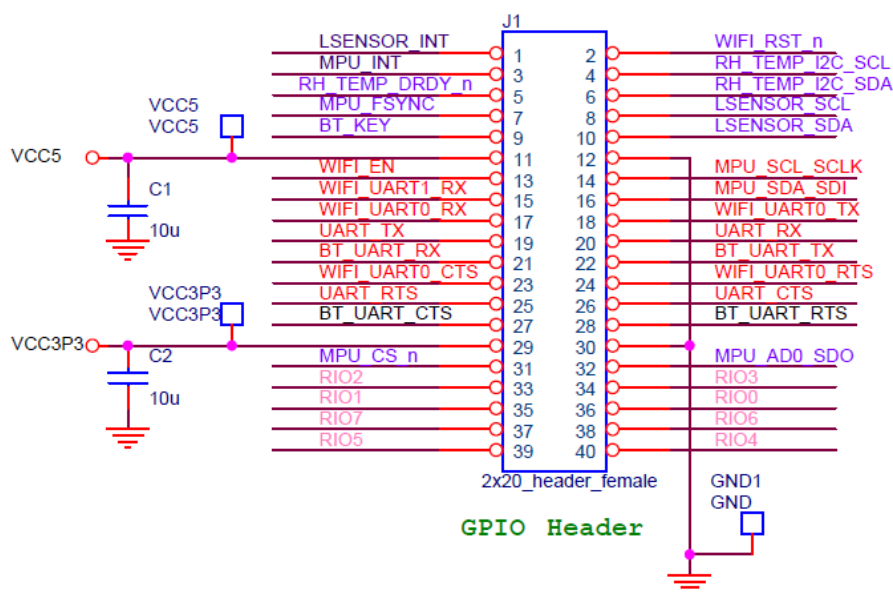 J1
LSENSOR_INT 1 2 WIFI_RST_n
MPU_INT 3 4 RH_TEMP_I2C_SCL
RH_TEMP_DRDY_n 5 6 RH_TEMP_I2C_SDA
VCC5 MPU_FSYNC 7 8 LSENSOR_SCL
VCC5 BT_KEY 9 10 LSENSOR_SDA
VCC5 11 12
WIFI_EN 13 14 MPU_SCL_SCLK
C1 WIFI_UART1_RX 15 16 MPU_SDA_SDI
WIFI_UART0_RX 17 18 WIFI_UART0_TX
10u UART_TX 19 20 UART_RX
BT_UART_RX 21 22 BT_UART_TX
WIFI_UART0_CTS 23 24 WIFI_UART0_RTS
VCC3P3 UART_RTS 25 26 UART_CTS
VCC3P3 BT_UART_CTS 27 28 BT_UART_RTS
VCC3P3 29 30
C2 MPU_CS_n 31 32 MPU_AD0_SDO
RIO2 33 34 RIO3
10u RIO1 35 36 RIO0
RIO7 37 38 RIO6
RIO5 39 40 RIO4
2x20_header_female
GND1
GND
GPIO Header